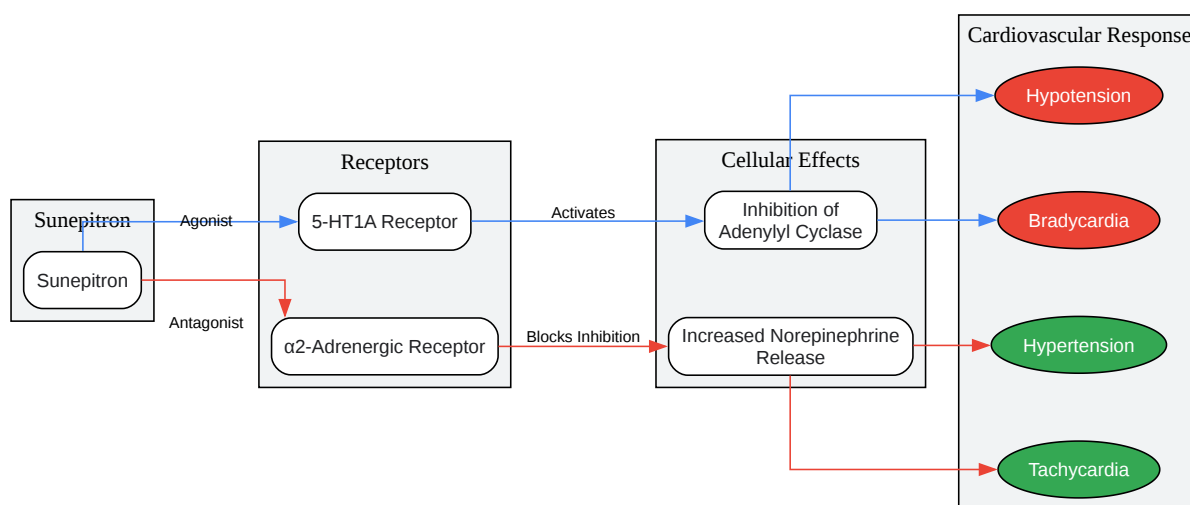 Cardiovascular Response
Hypotension
Receptors
Cellular Effects
Sunepitron
Agonist
5-HT1A Receptor
Activates
Inhibition of
Adenylyl Cyclase
Bradycardia
Sunepitron
Antagonist
α2-Adrenergic Receptor
Blocks Inhibition
Increased Norepinephrine
Release
Hypertension
Tachycardia